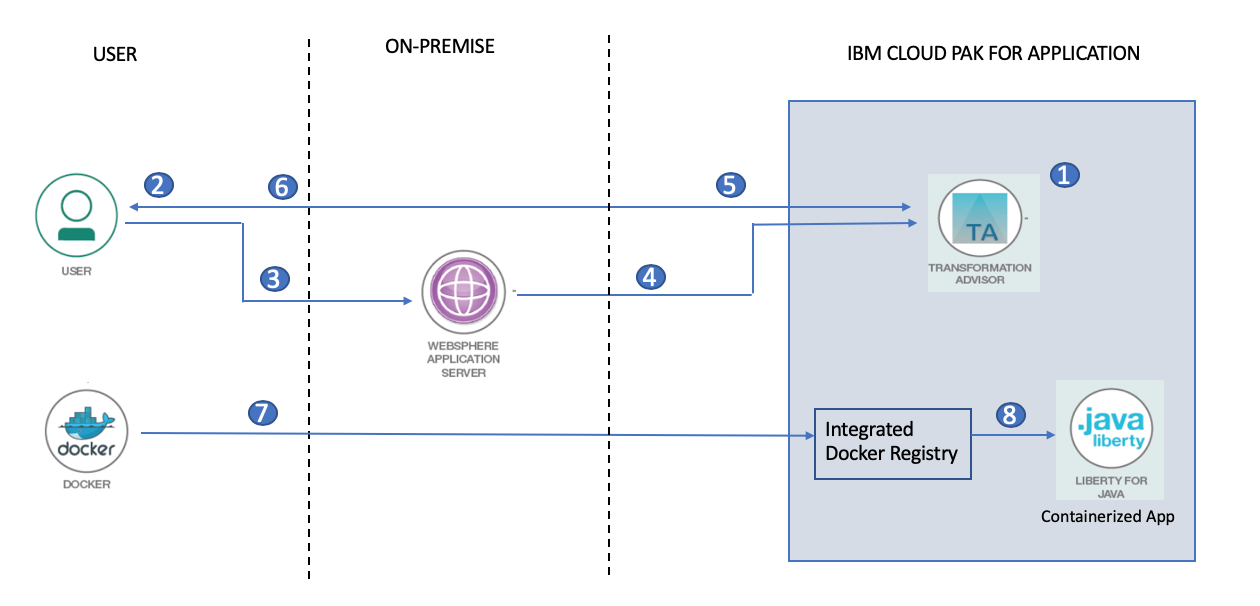 USER
ON-PREMISE
IBM CLOUD PAK FOR APPLICATION
2
6
5
1
USER
3
4
TA
TRANSFORMATION
ADVISOR
WEBSPHERE
APPLICATION
SERVER
docker
DOCKER
7
Integrated
Docker Registry
8
.java
liberty
LIBERTY FOR
JAVA
Containerized App